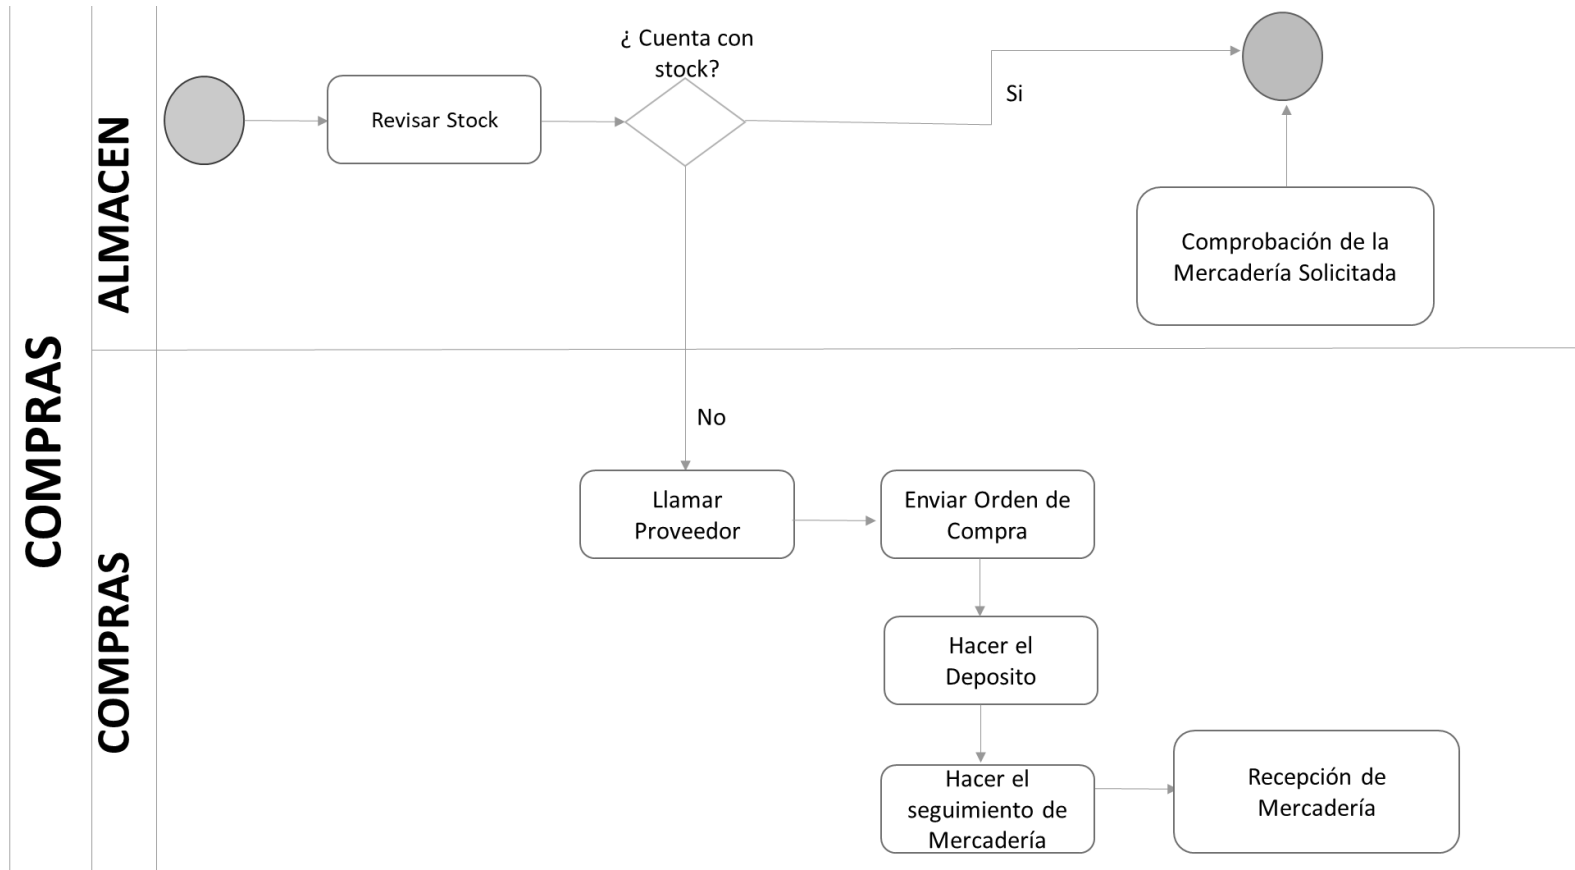 COMPRAS
ALMACEN
¿ Cuenta con
stock?
Revisar Stock
Si
Comprobación de la
Mercadería Solicitada
COMPRAS
No
Llamar
Proveedor
Enviar Orden de
Compra
Hacer el
Deposito
Hacer el
seguimiento de
Mercadería
Recepción de
Mercadería